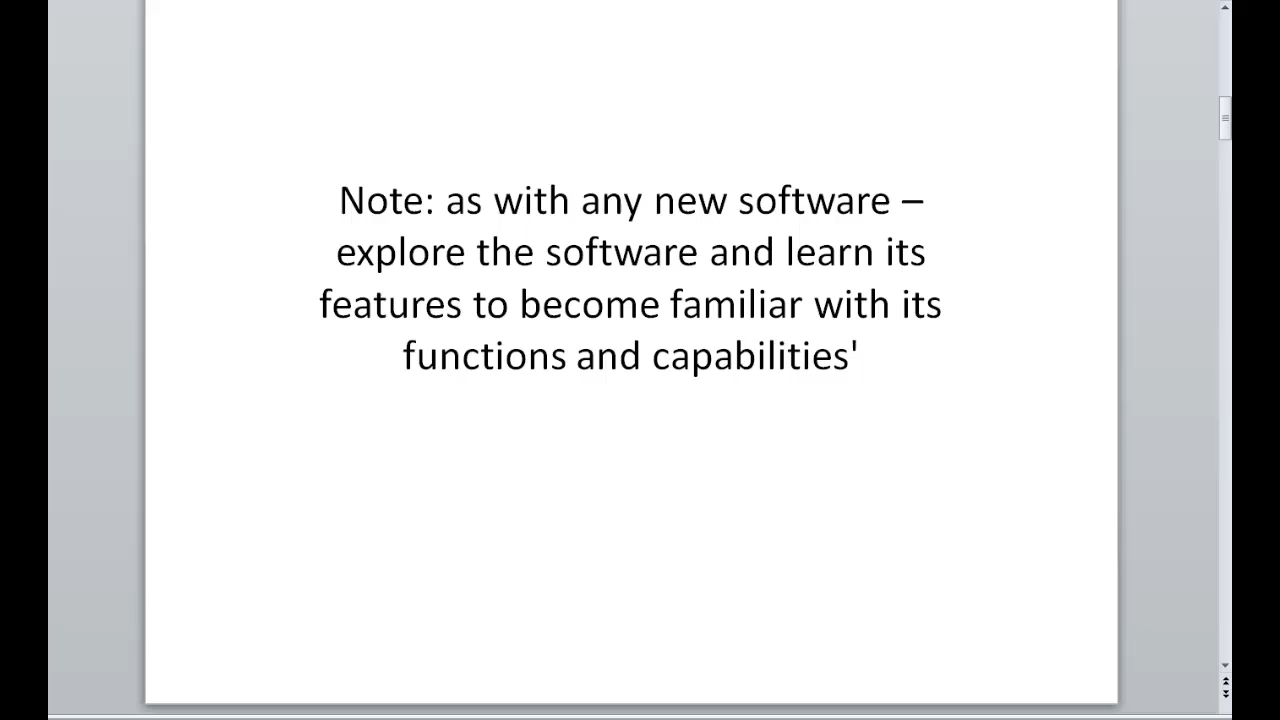 Note: as with any new software –
explore the software and learn its
features to become familiar with its
functions and capabilities'